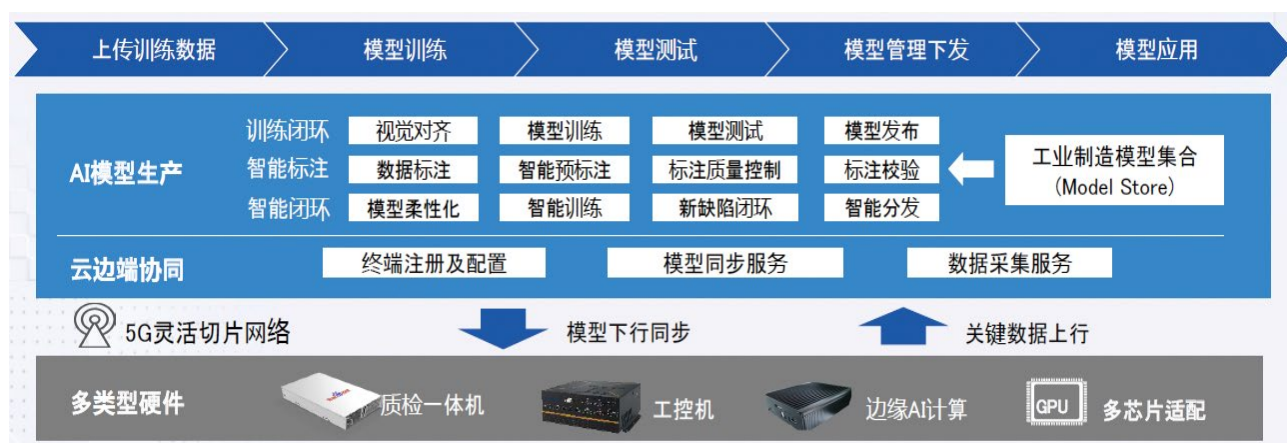 上传训练数据 模型训练 模型测试 模型管理下发 模型应用
训练闭环 视觉对齐 模型训练 模型测试 模型发布
AI模型生产 智能标注 数据标注 智能预标注 标注质量控制 标注校验
智能闭环 模型柔性化 智能训练 新缺陷闭环 智能分发
工业制造模型集合
(Model Store)
云边端协同 终端注册及配置 模型同步服务 数据采集服务
5G灵活切片网络 模型下行同步 关键数据上行
多类型硬件 质检一体机 工控机 边缘AI计算 GPU 多芯片适配